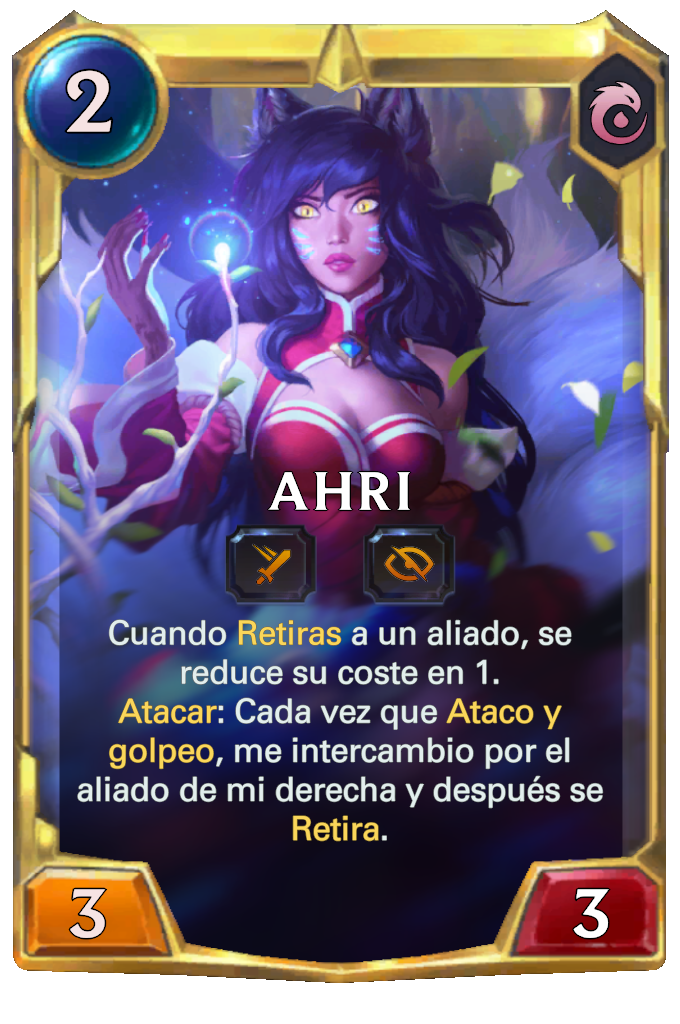 2
AHRI
Cuando Retiras a un aliado, se
reduce su coste en 1.
Atacar: Cada vez que Ataco y
golpeo, me intercambio por el
aliado de mi derecha y después se
Retira.
3
3